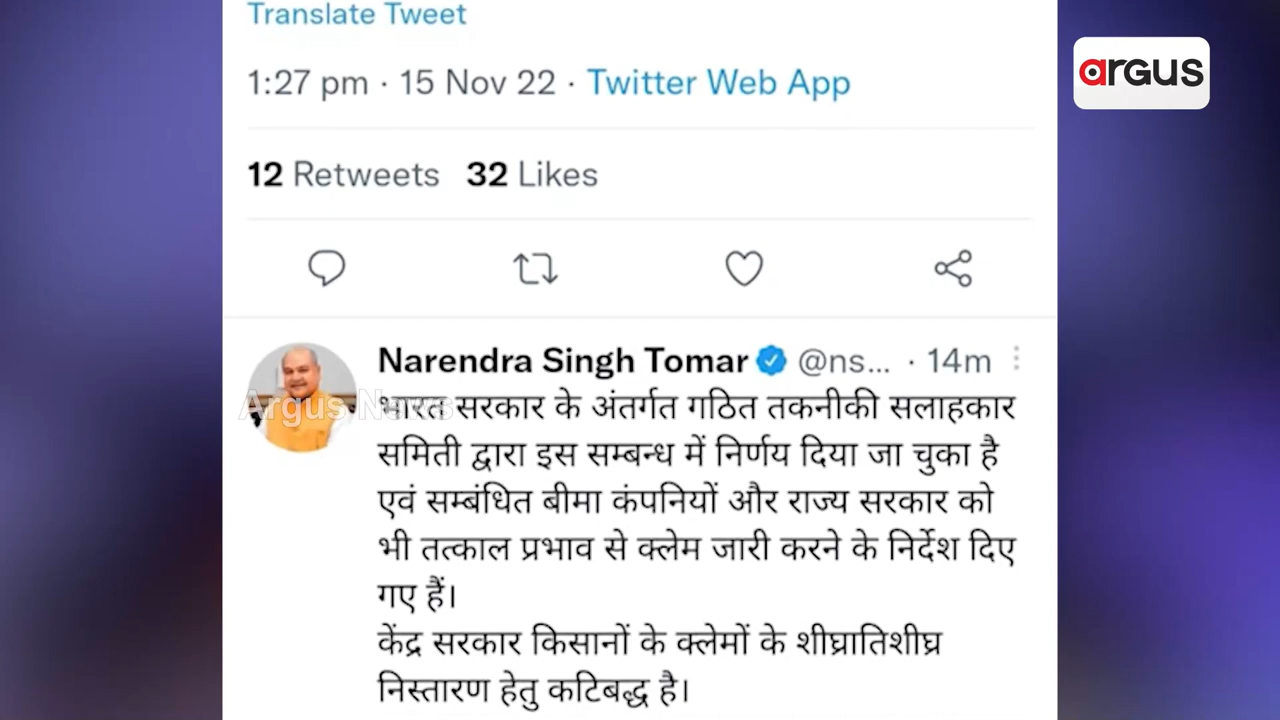 Translate Tweet
argus
1:27 pm · 15 Nov 22 · Twitter Web App
12 Retweets 32 Likes
Narendra Singh Tomar @ns... · 14m
Argus News
भारत सरकार के अंतर्गत गठित तकनीकी सलाहकार
समिती द्वारा इस सम्बन्ध में निर्णय दिया जा चुका है
एवं सम्बंधित बीमा कंपनियों और राज्य सरकार को
भी तत्काल प्रभाव से क्लेम जारी करने के निर्देश दिए
गए हैं।
केंद्र सरकार किसानों के क्लेमों के शीघ्रातिशीघ्र
निस्तारण हेतु कटिबद्ध है।